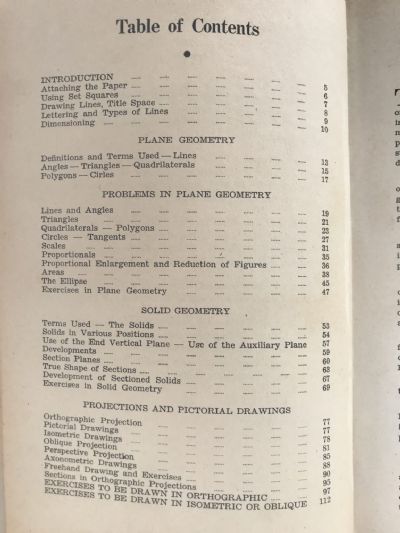 Table of Contents
INTRODUCTION
Attaching the Paper 5
Using Set Squares 6
Drawing Lines, Title Space 7
Lettering and Types of Lines 8
Dimensioning 9
10
PLANE GEOMETRY
Definitions and Terms Used — Lines 13
Angles — Triangles — Quadrilaterals 15
Polygons — Cirles 17
PROBLEMS IN PLANE GEOMETRY
Lines and Angles 19
Triangles 21
Quadrilaterals — Polygons 23
Circles — Tangents 27
Scales 31
Proportionals 35
Proportional Enlargement and Reduction of Figures 36
Areas 38
The Ellipse 45
Exercises in Plane Geometry 47
SOLID GEOMETRY
Terms Used — The Solids 53
Solids in Various Positions 54
Use of the End Vertical Plane — Use of the Auxiliary Plane 57
Developments 59
Section Planes 60
True Shape of Sections 63
Development of Sectioned Solids 67
Exercises in Solid Geometry 69
PROJECTIONS AND PICTORIAL DRAWINGS
Orthographic Projection 77
Pictorial Drawings 77
Isometric Drawings 78
Oblique Projection 81
Perspective Projection 85
Axonometric Drawings 88
Freehand Drawing and Exercises 90
Sections in Orthographic Projections 95
EXERCISES TO BE DRAWN IN ORTHOGRAPHIC 97
EXERCISES TO BE DRAWN IN ISOMETRIC OR OBLIQUE 112